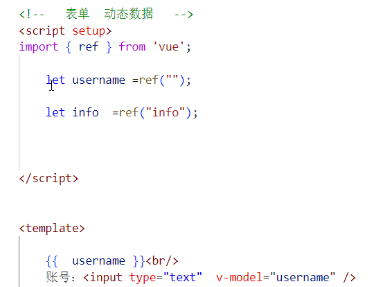 <!--   表单  动态数据   -->
<script setup>
import { ref } from 'vue';
let username =ref("");
let info  =ref("info");
</script>
<template>
{{  username }}<br/>
账号：<input type="text"  v-model="username" />